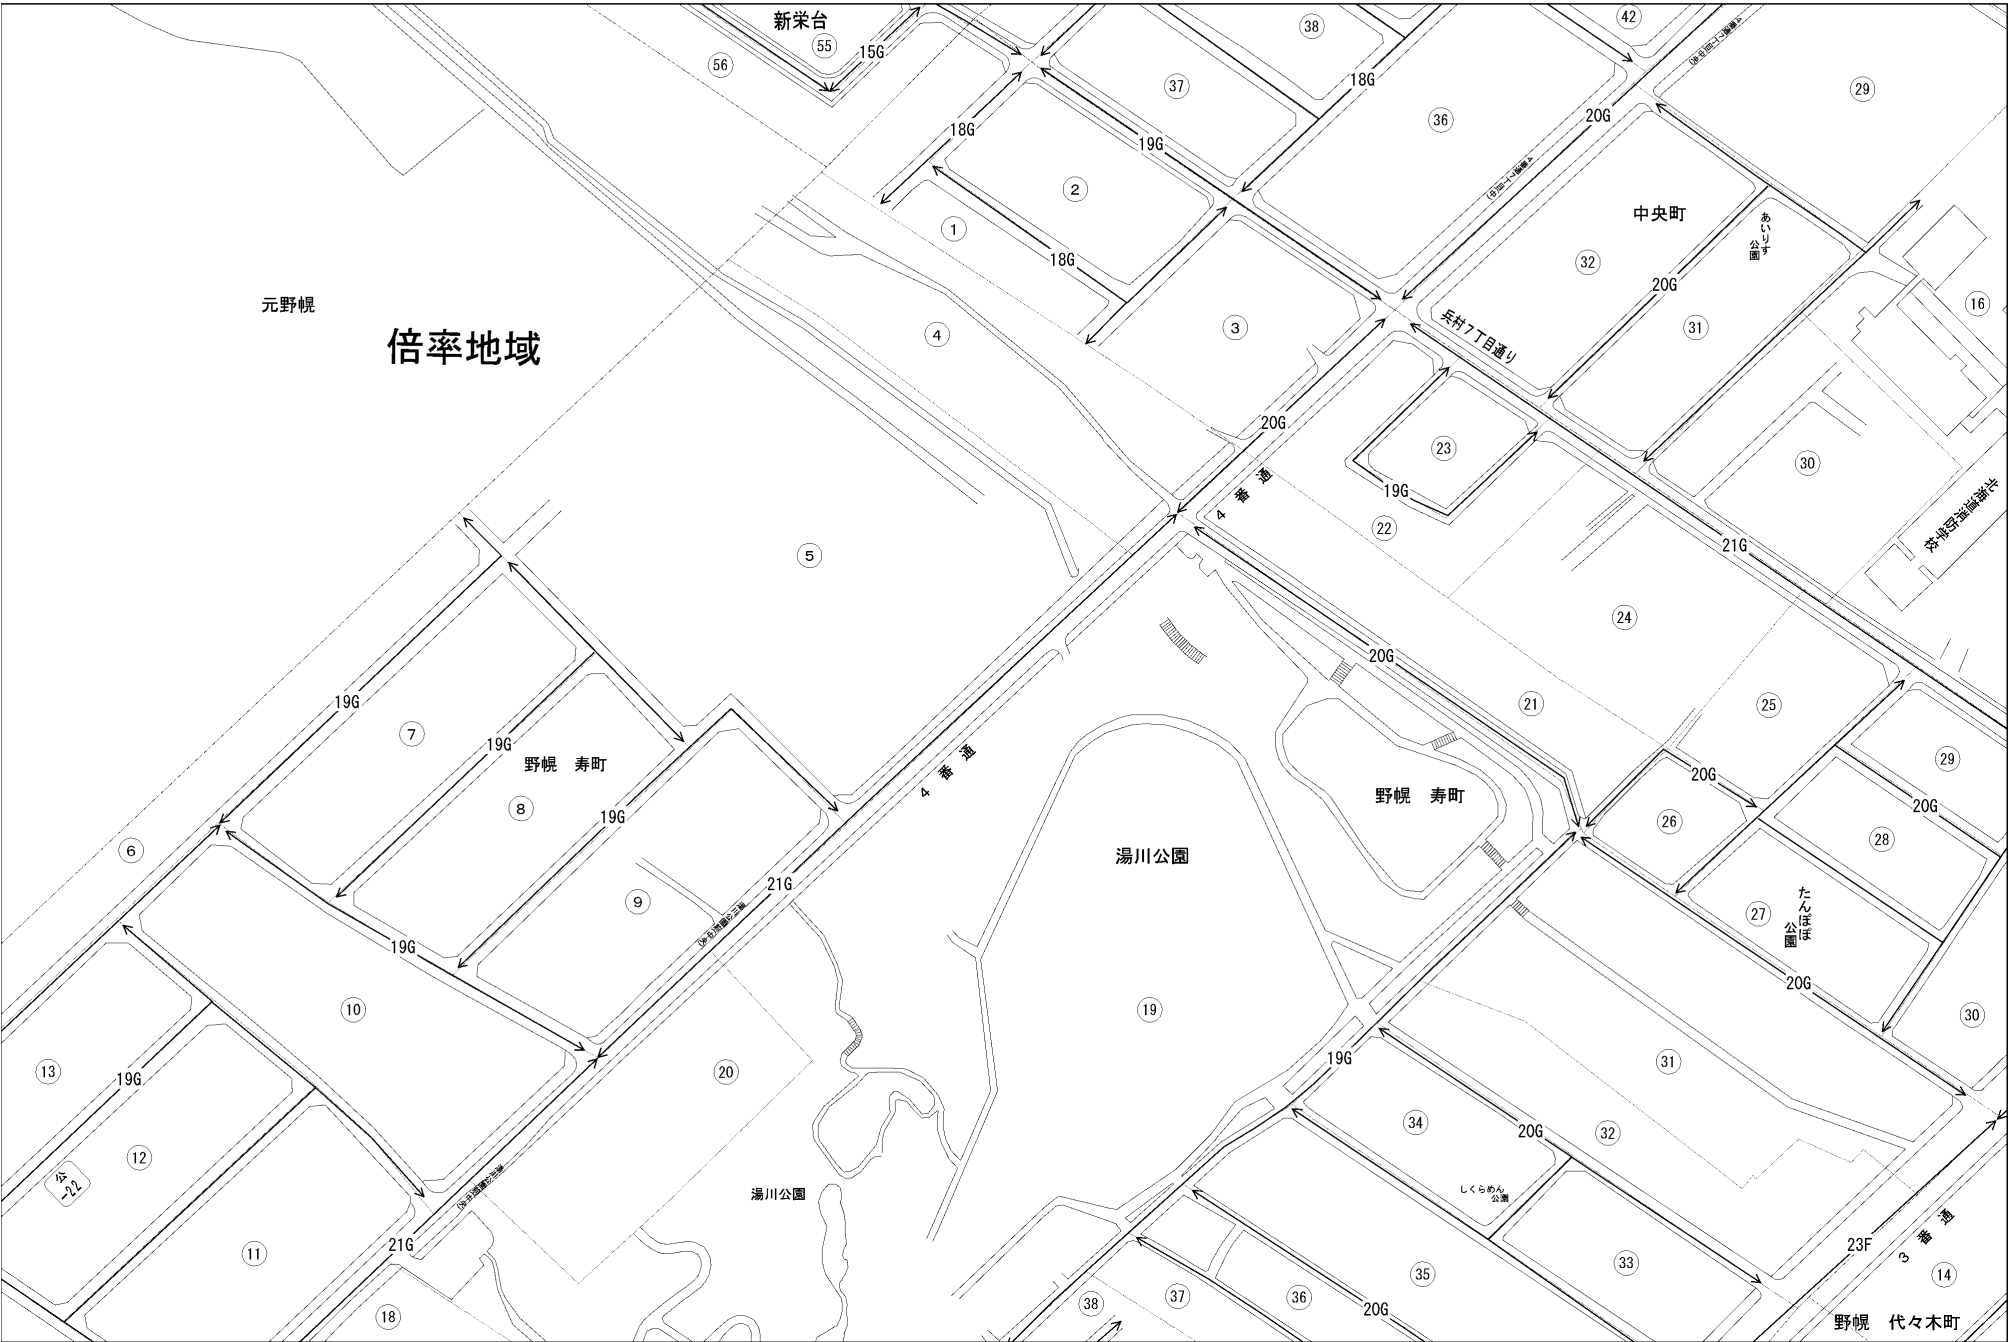 新栄台
38
42
55
15G
56
37
18G
29
36
20G
18G
19G
2
中央町
あいりす
公園
1
18G
32
20G
16
元野幌
倍率地域
4
3
兵村7丁目通り
31
20G
23
4番通
19G
30
北海道消防学校
22
21G
5
24
20G
19G
21
25
7
19G
4番通
野幌 寿町
29
20G
8
野幌 寿町
20G
19G
26
28
6
湯川公園
21G
9
27
たんぽぽ
公園
19G
20G
10
19
30
19G
31
13
20
19G
34
20G
32
12
公
-22
湯川公園
しくらめん
公園
3番通
21G
23F
11
33
35
14
38
37
36
20G
18
野幌 代々木町